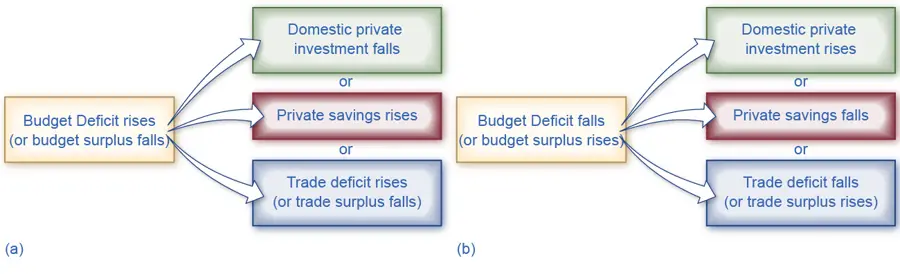 Budget Deficit rises
(or budget surplus falls)
Domestic private
investment falls
or
Private savings rises
or
Trade deficit rises
(or trade surplus falls)
(a)
Budget Deficit falls
(or budget surplus rises)
Domestic private
investment rises
or
Private savings falls
or
Trade deficit falls
(or trade surplus rises)
(b)